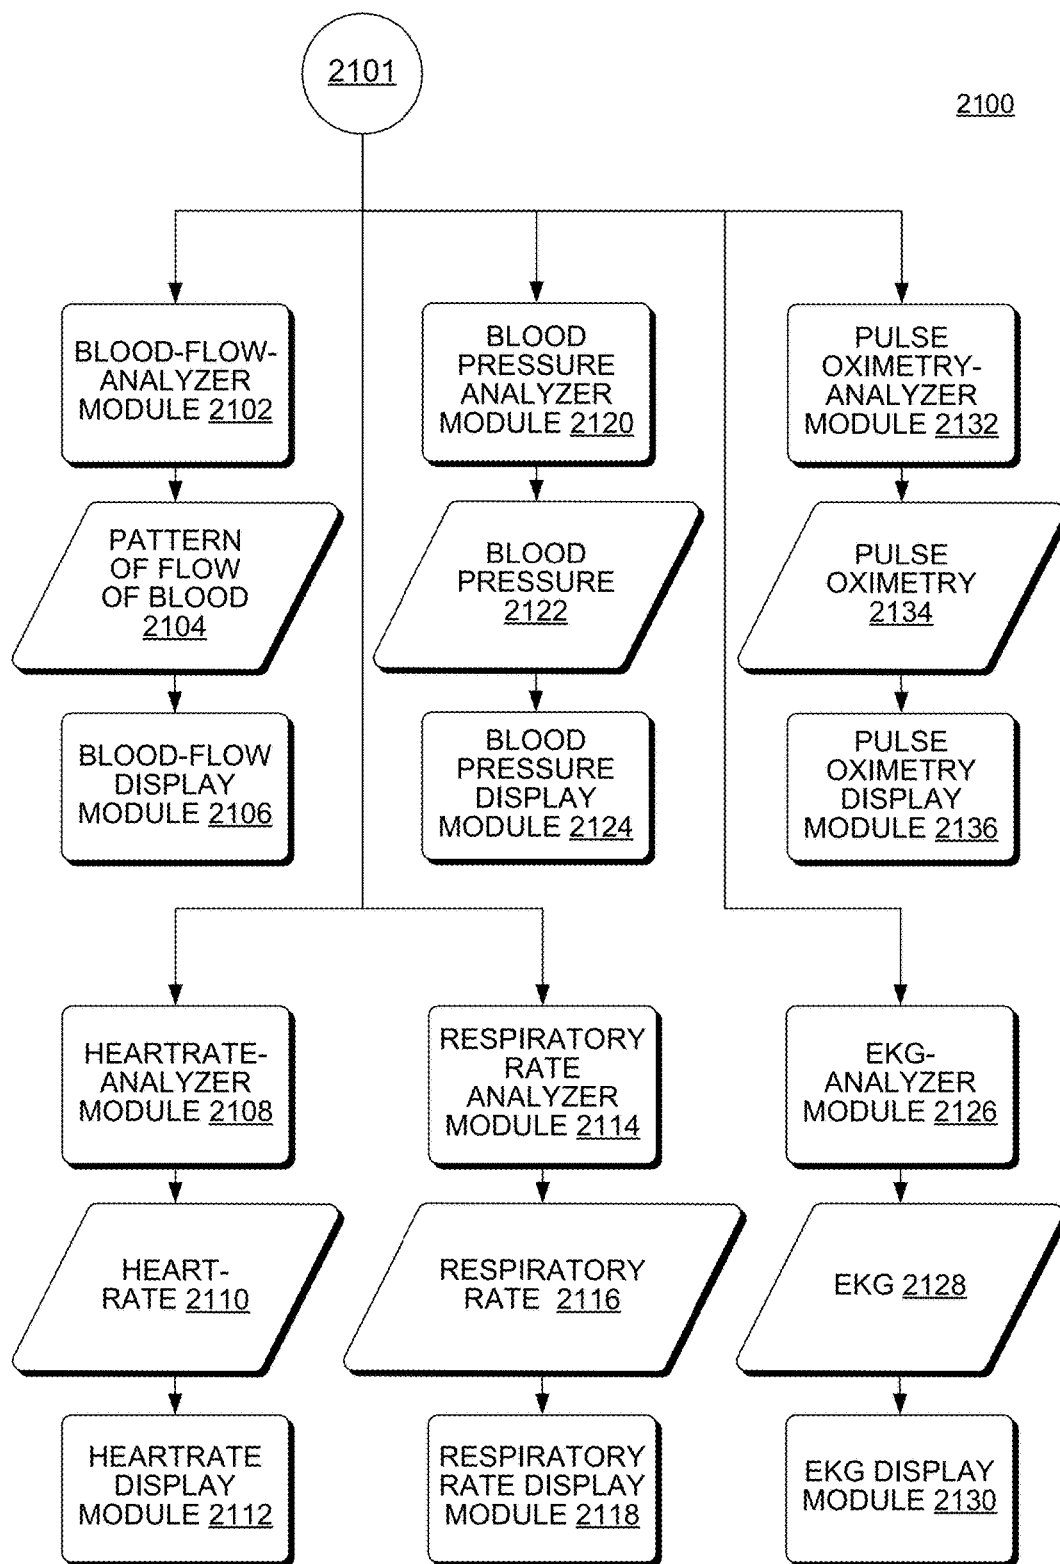 2101
2100
BLOOD-FLOW-
ANALYZER
MODULE 2102
BLOOD
PRESSURE
ANALYZER
MODULE 2120
PULSE
OXIMETRY-
ANALYZER
MODULE 2132
PATTERN
OF FLOW
OF BLOOD
2104
BLOOD
PRESSURE
2122
PULSE
OXIMETRY
2134
BLOOD-FLOW
DISPLAY
MODULE 2106
BLOOD
PRESSURE
DISPLAY
MODULE 2124
PULSE
OXIMETRY
DISPLAY
MODULE 2136
HEARTRATE-
ANALYZER
MODULE 2108
RESPIRATORY
RATE
ANALYZER
MODULE 2114
EKG-
ANALYZER
MODULE 2126
HEART-
RATE 2110
RESPIRATORY
RATE 2116
EKG 2128
HEARTRATE
DISPLAY
MODULE 2112
RESPIRATORY
RATE DISPLAY
MODULE 2118
EKG DISPLAY
MODULE 2130